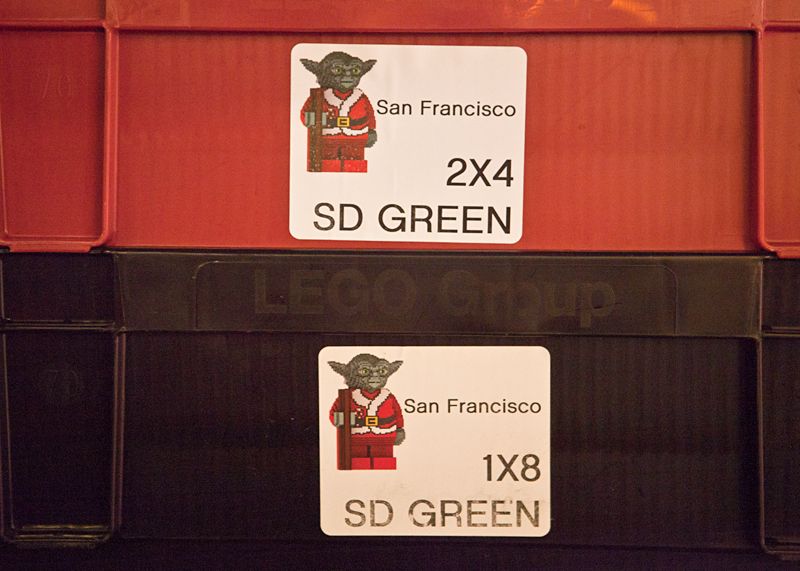 San Francisco
2X4
SD GREEN
LEGO Group
San Francisco
1X8
SD GREEN